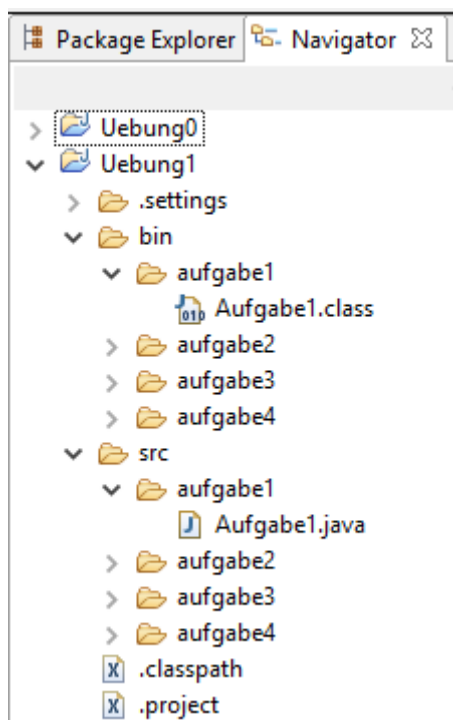 Package Explorer Navigator
Uebung0
Uebung1
.settings
bin
aufgabe1
Aufgabe1.class
aufgabe2
aufgabe3
aufgabe4
src
aufgabe1
Aufgabe1.java
aufgabe2
aufgabe3
aufgabe4
.classpath
.project